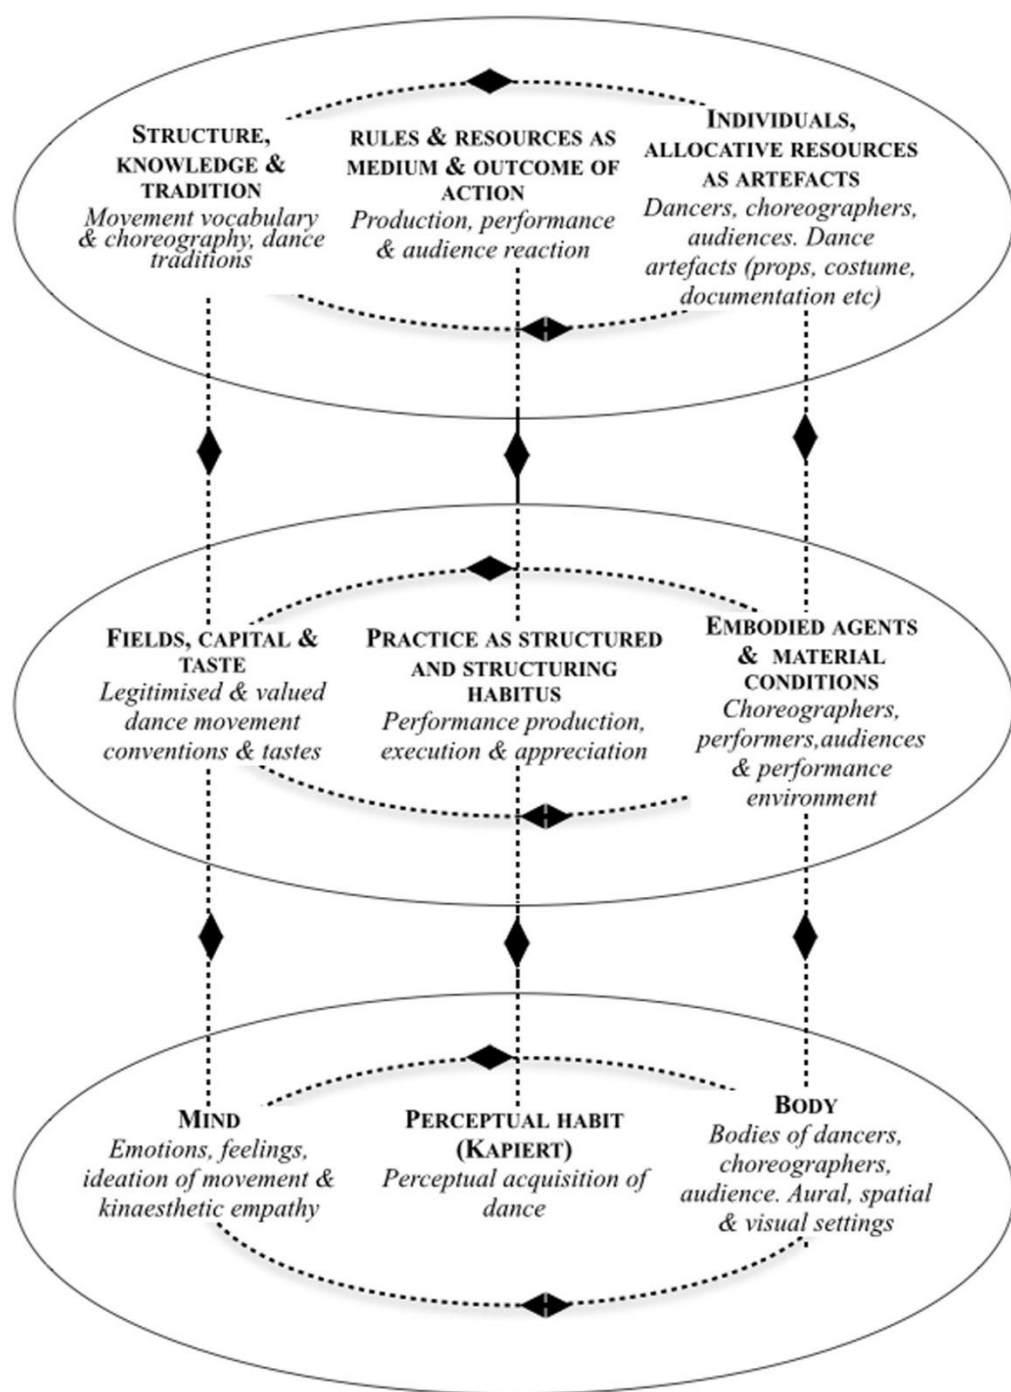 STRUCTURE,
KNOWLEDGE &
TRADITION
Movement vocabulary
& choreography, dance
traditions
RULES & RESOURCES AS
MEDIUM & OUTCOME OF
ACTION
Production, performance
& audience reaction
INDIVIDUALS,
ALLOCATIVE RESOURCES
AS ARTEFACTS
Dancers, choreographers,
audiences. Dance
artefacts (props, costume,
documentation etc)
FIELDS, CAPITAL &
TASTE
Legitimised & valued
dance movement
conventions & tastes
PRACTICE AS STRUCTURED
AND STRUCTURING
HABITUS
Performance production,
execution & appreciation
EMBODIED AGENTS
& MATERIAL
CONDITIONS
Choreographers,
performers,audiences
& performance
environment
MIND
Emotions, feelings,
ideation of movement &
kinaesthetic empathy
PERCEPTUAL HABIT
(KAPIERT)
Perceptual acquisition of
dance
BODY
Bodies of dancers,
choreographers,
audience. Aural, spatial
& visual settings